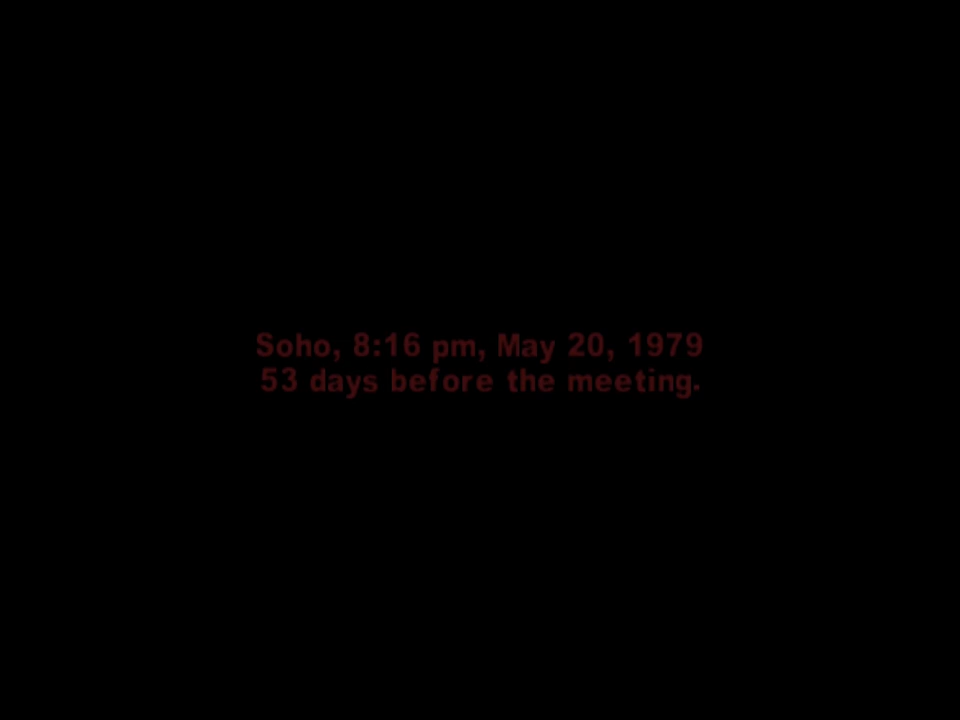 Soho, 8:16 pm, May 20, 1979
53 days before the meeting.